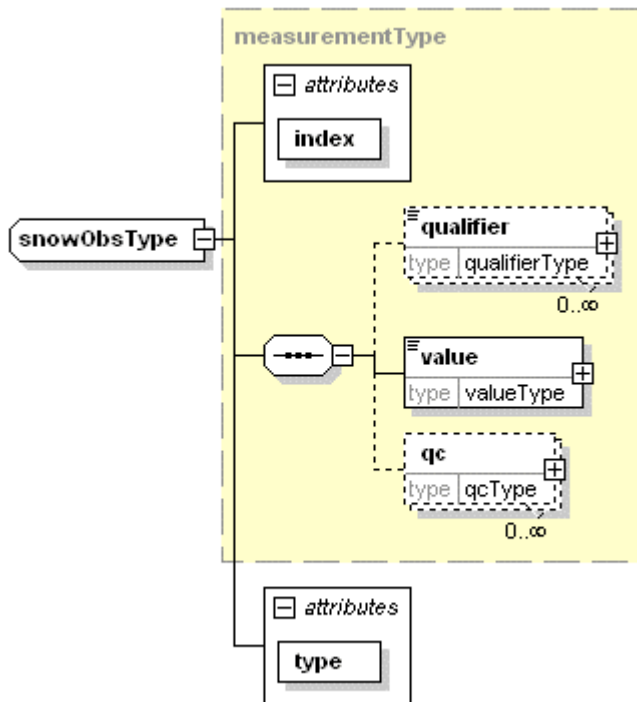 measurementType
attributes
index
snowObsType
qualifier
type qualifierType
0..∞
value
type valueType
qc
type qcType
0..∞
attributes
type